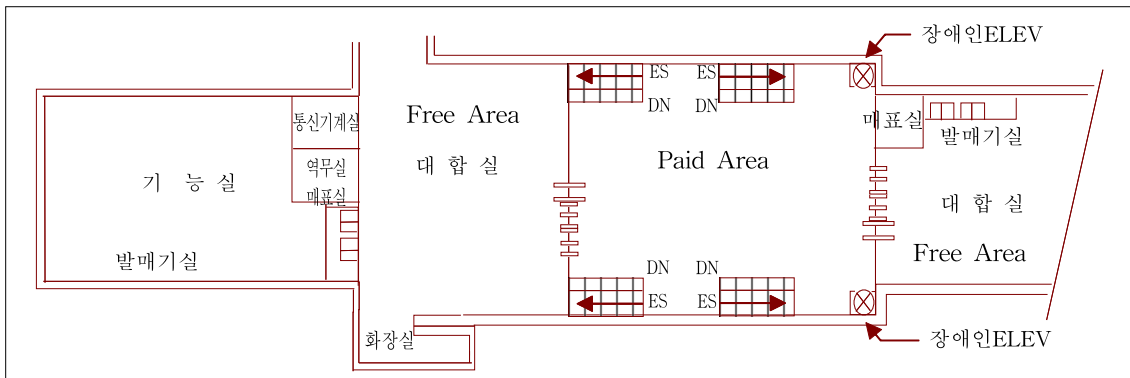 장애인ELEV
ES
ES
DN
DN
Free Area
대 합 실
Paid Area
통신기계실
역무실
매표실
기 능 실
발매기실
매표실
발매기실
대 합 실
Free Area
DN
DN
ES
ES
화장실
장애인ELEV